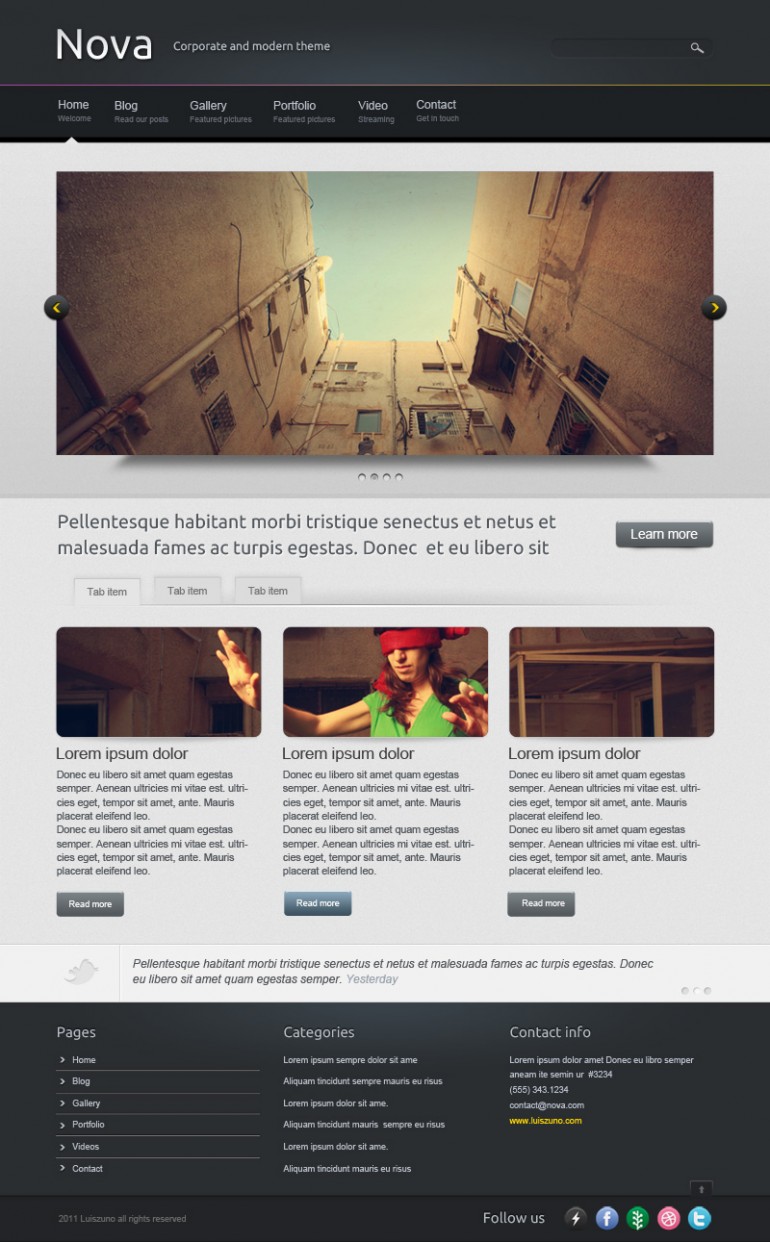 Nova
Corporate and modern theme
Home
Welcome
Blog
Read our posts
Gallery
Featured pictures
Portfolio
Featured pictures
Video
Streaming
Contact
Get in touch
Pellentesque habitant morbi tristique senectus et netus et
malesuada fames ac turpis egestas. Donec et eu libero sit
Learn more
Tab item
Tab item
Tab item
Lorem ipsum dolor
Donec eu libero sit amet quam egestas
semper. Aenean ultricies mi vitae est. ultri-
cies eget, tempor sit amet, ante. Mauris
placerat eleifend leo.
Donec eu libero sit amet quam egestas
semper. Aenean ultricies mi vitae est. ultri-
cies eget, tempor sit amet, ante. Mauris
placerat eleifend leo.
Read more
Lorem ipsum dolor
Donec eu libero sit amet quam egestas
semper. Aenean ultricies mi vitae est. ultri-
cies eget, tempor sit amet, ante. Mauris
placerat eleifend leo.
Donec eu libero sit amet quam egestas
semper. Aenean ultricies mi vitae est. ultri-
cies eget, tempor sit amet, ante. Mauris
placerat eleifend leo.
Read more
Lorem ipsum dolor
Donec eu libero sit amet quam egestas
semper. Aenean ultricies mi vitae est. ultri-
cies eget, tempor sit amet, ante. Mauris
placerat eleifend leo.
Donec eu libero sit amet quam egestas
semper. Aenean ultricies mi vitae est. ultri-
cies eget, tempor sit amet, ante. Mauris
placerat eleifend leo.
Read more
Pellentesque habitant morbi tristique senectus et netus et malesuada fames ac turpis egestas. Donec
eu libero sit amet quam egestas semper. Yesterday
Pages
Home
Blog
Gallery
Portfolio
Videos
Contact
Categories
Lorem ipsum sempre dolor sit ame
Aliquam tincidunt sempre mauris eu risus
Lorem ipsum dolor sit ame.
Aliquam tincidunt mauris sempre eu risus
Lorem ipsum dolor sit ame.
Aliquam tincidunt mauris eu risus
Contact info
Lorem ipsum dolor amet Donec eu libro semper
aneam ite semin ur #3234
(555) 343.1234
contact@nova.com
www.luiszuno.com
2011 Luiszuno all rights reserved
Follow us